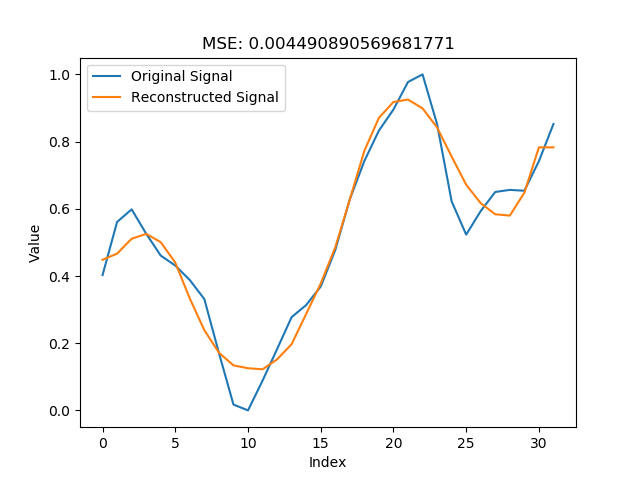 MSE: 0.004490890569681771
Original Signal
Reconstructed Signal
1.0
0.8
0.6
0.4
0.2
0.0
Value
0 5 10 15 20 25 30
Index